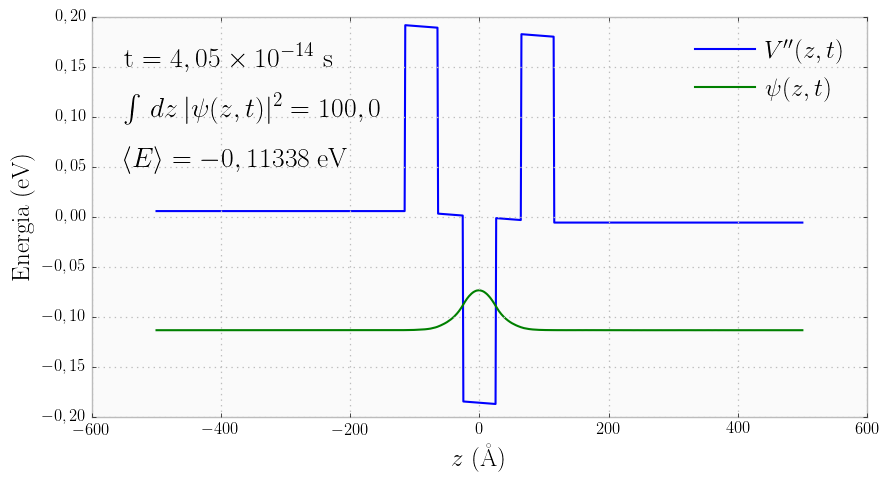 t = 4,05 × 10⁻¹⁴ s
∫ dz |ψ(z,t)|² = 100,0
⟨E⟩ = −0,11338 eV
V′′(z,t)
ψ(z,t)
Energia (eV)
0,20
0,15
0,10
0,05
0,00
−0,05
−0,10
−0,15
−0,20
−600 −400 −200 0 200 400 600
z (Å)